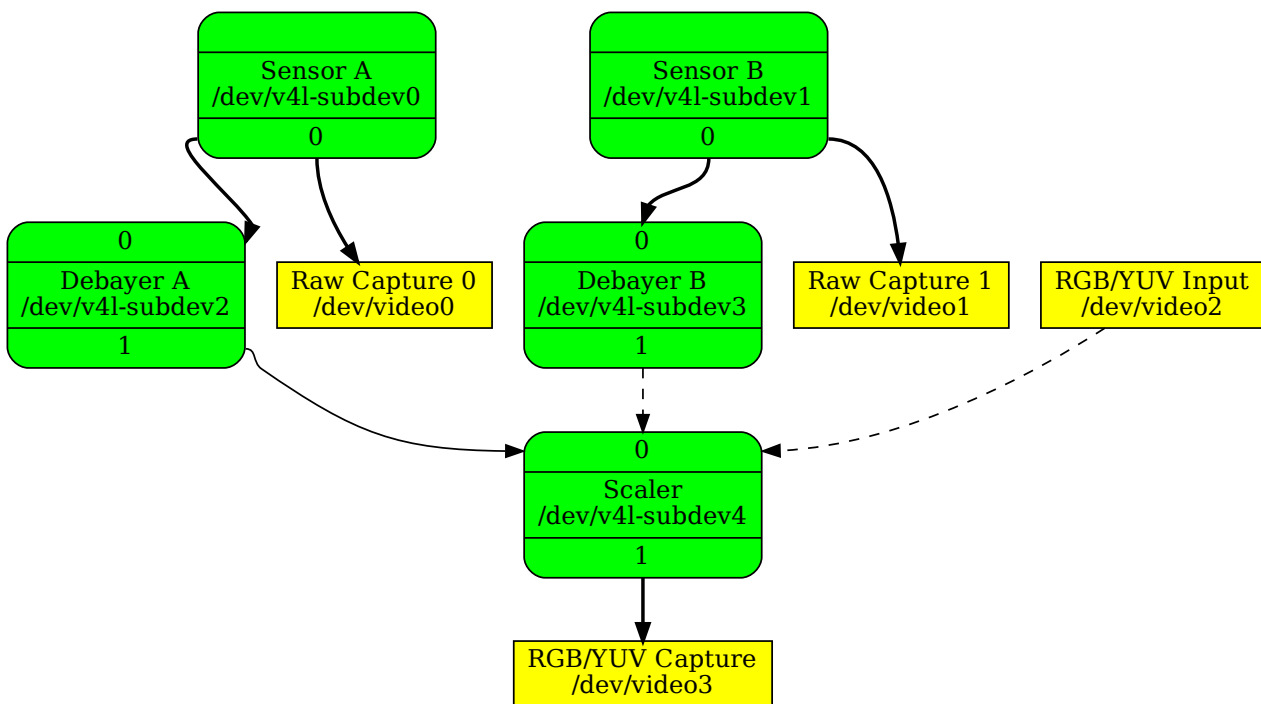 Sensor A
/dev/v4l-subdev0
0
Sensor B
/dev/v4l-subdev1
0
0
Debayer A
/dev/v4l-subdev2
1
Raw Capture 0
/dev/video0
0
Debayer B
/dev/v4l-subdev3
1
Raw Capture 1
/dev/video1
RGB/YUV Input
/dev/video2
0
Scaler
/dev/v4l-subdev4
1
RGB/YUV Capture
/dev/video3